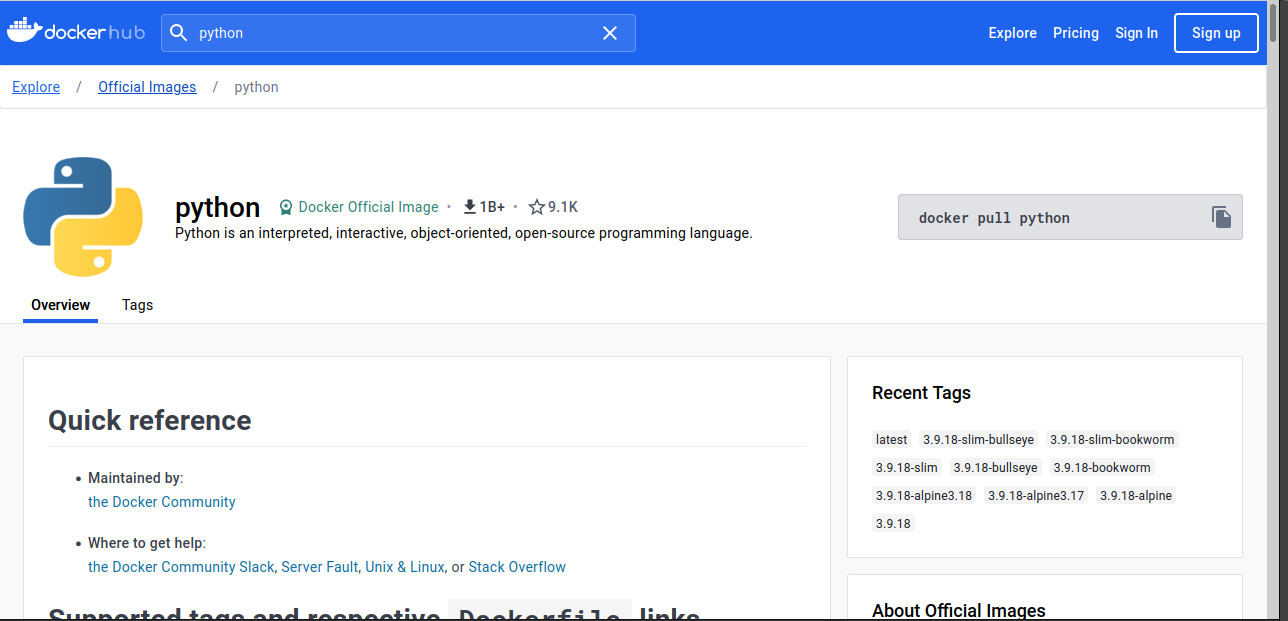 dockerhub python Explore Pricing Sign In Sign up
Explore / Official Images / python
python Docker Official Image • 1B+ • 9.1K
Python is an interpreted, interactive, object-oriented, open-source programming language.
docker pull python
Overview Tags
Quick reference
• Maintained by:
the Docker Community
• Where to get help:
the Docker Community Slack, Server Fault, Unix & Linux, or Stack Overflow
Supported tags and respective Dockerfile links
Recent Tags
latest 3.9.18-slim-bullseye 3.9.18-slim-bookworm
3.9.18-slim 3.9.18-bullseye 3.9.18-bookworm
3.9.18-alpine3.18 3.9.18-alpine3.17 3.9.18-alpine
3.9.18
About Official Images